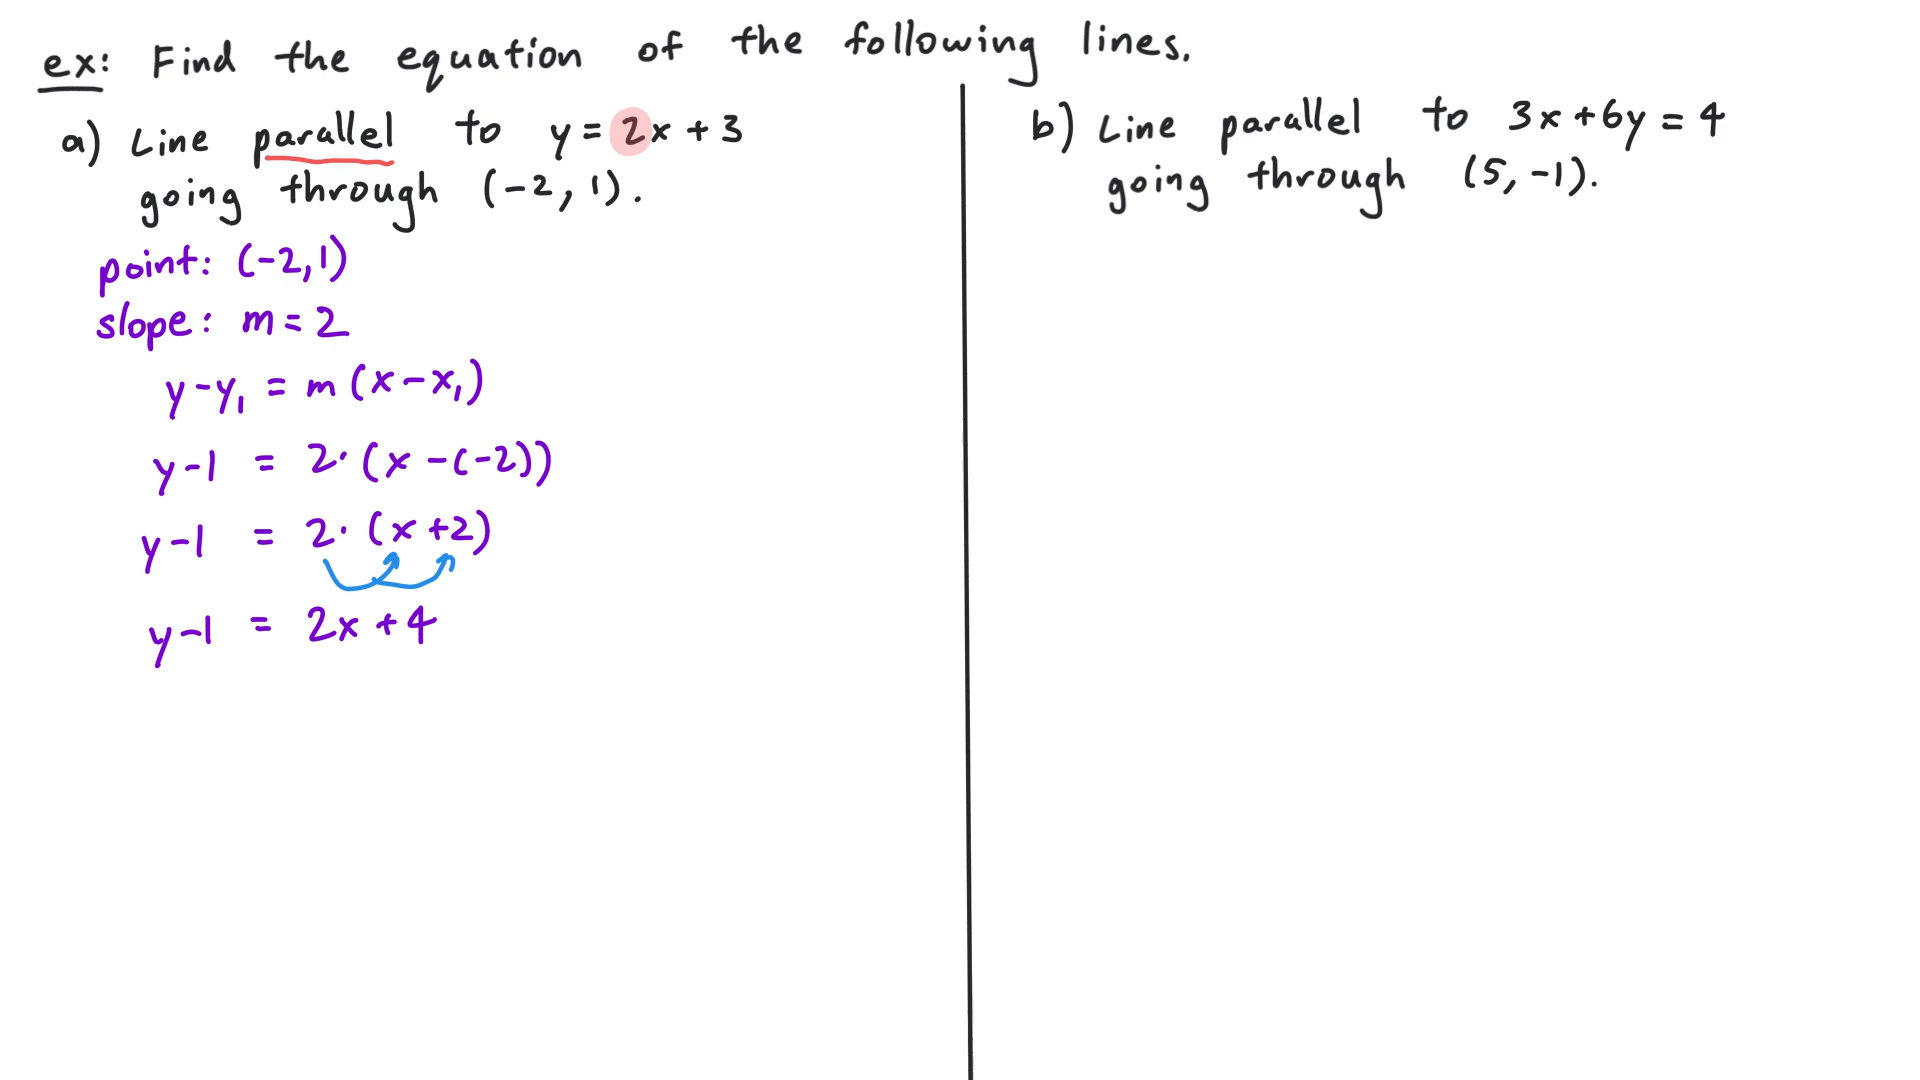 ex: Find the equation of the following lines.
a) Line parallel to y = 2x + 3
going through (-2, 1).
point: (-2, 1)
slope: m = 2
y - y₁ = m (x - x₁)
y - 1 = 2· (x - (-2))
y - 1 = 2· (x + 2)
y - 1 = 2x + 4
b) Line parallel to 3x + 6y = 4
going through (5, -1).